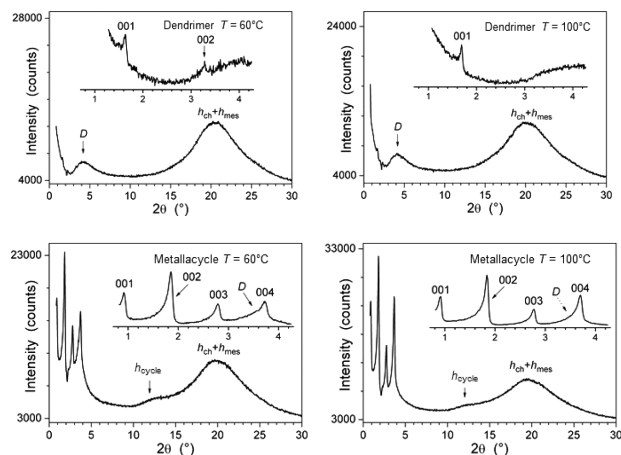 28000
Dendrimer T = 60°C
001
002
1 2 3 4
Intensity (counts)
D
hch+hmes
4000
0 5 10 15 20 25 30
2θ (°)
24000
Dendrimer T = 100°C
001
1 2 3 4
Intensity (counts)
D
hch+hmes
4000
0 5 10 15 20 25 30
2θ (°)
23000
Metallacycle T = 60°C
001
002
003
D
004
1 2 3 4
Intensity (counts)
hcycle
hch+hmes
3000
0 5 10 15 20 25 30
2θ (°)
33000
Metallacycle T = 100°C
001
002
003
D
004
1 2 3 4
Intensity (counts)
hcycle
hch+hmes
3000
0 5 10 15 20 25 30
2θ (°)